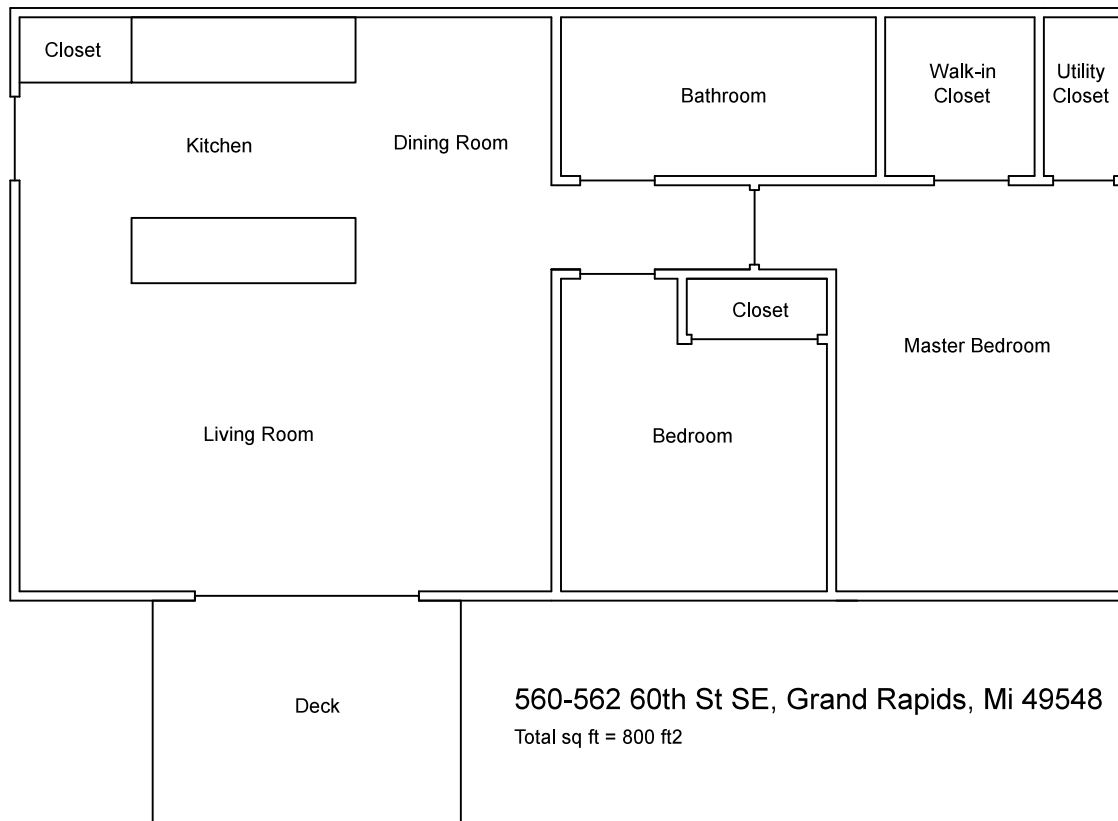 Closet
Walk-in
Closet
Utility
Closet
Bathroom
Kitchen
Dining Room
Closet
Master Bedroom
Living Room
Bedroom
Deck
560-562 60th St SE, Grand Rapids, Mi 49548
Total sq ft = 800 ft2